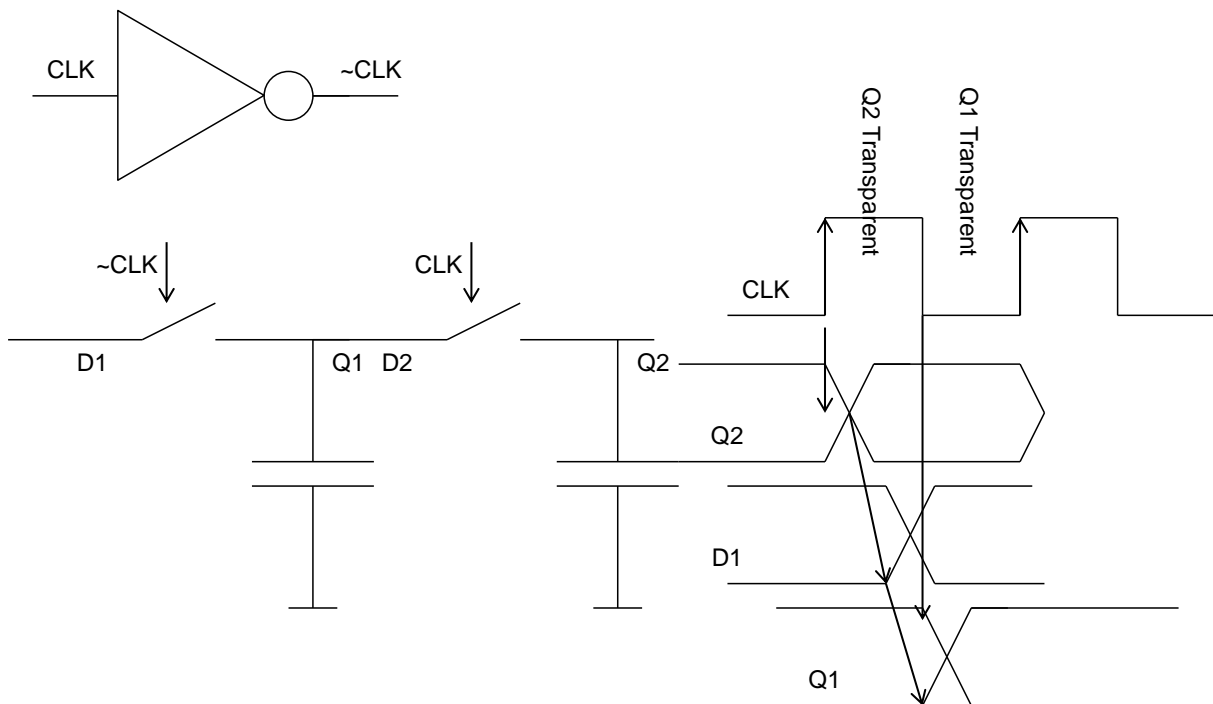 CLK
~CLK
Q2 Transparent
Q1 Transparent
~CLK
CLK
CLK
D1
Q1
D2
Q2
Q2
D1
Q1